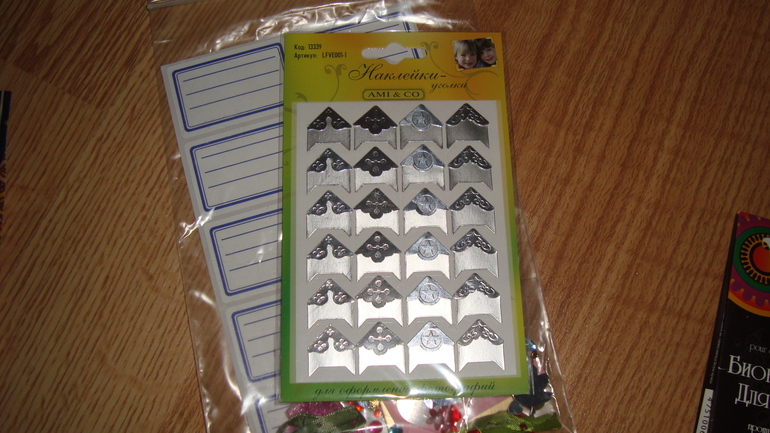 Код: 13339
Артикул: LFVE001-1
Наклейки-
уголки
AMI & CO
для оформления фотографий
Био
Для